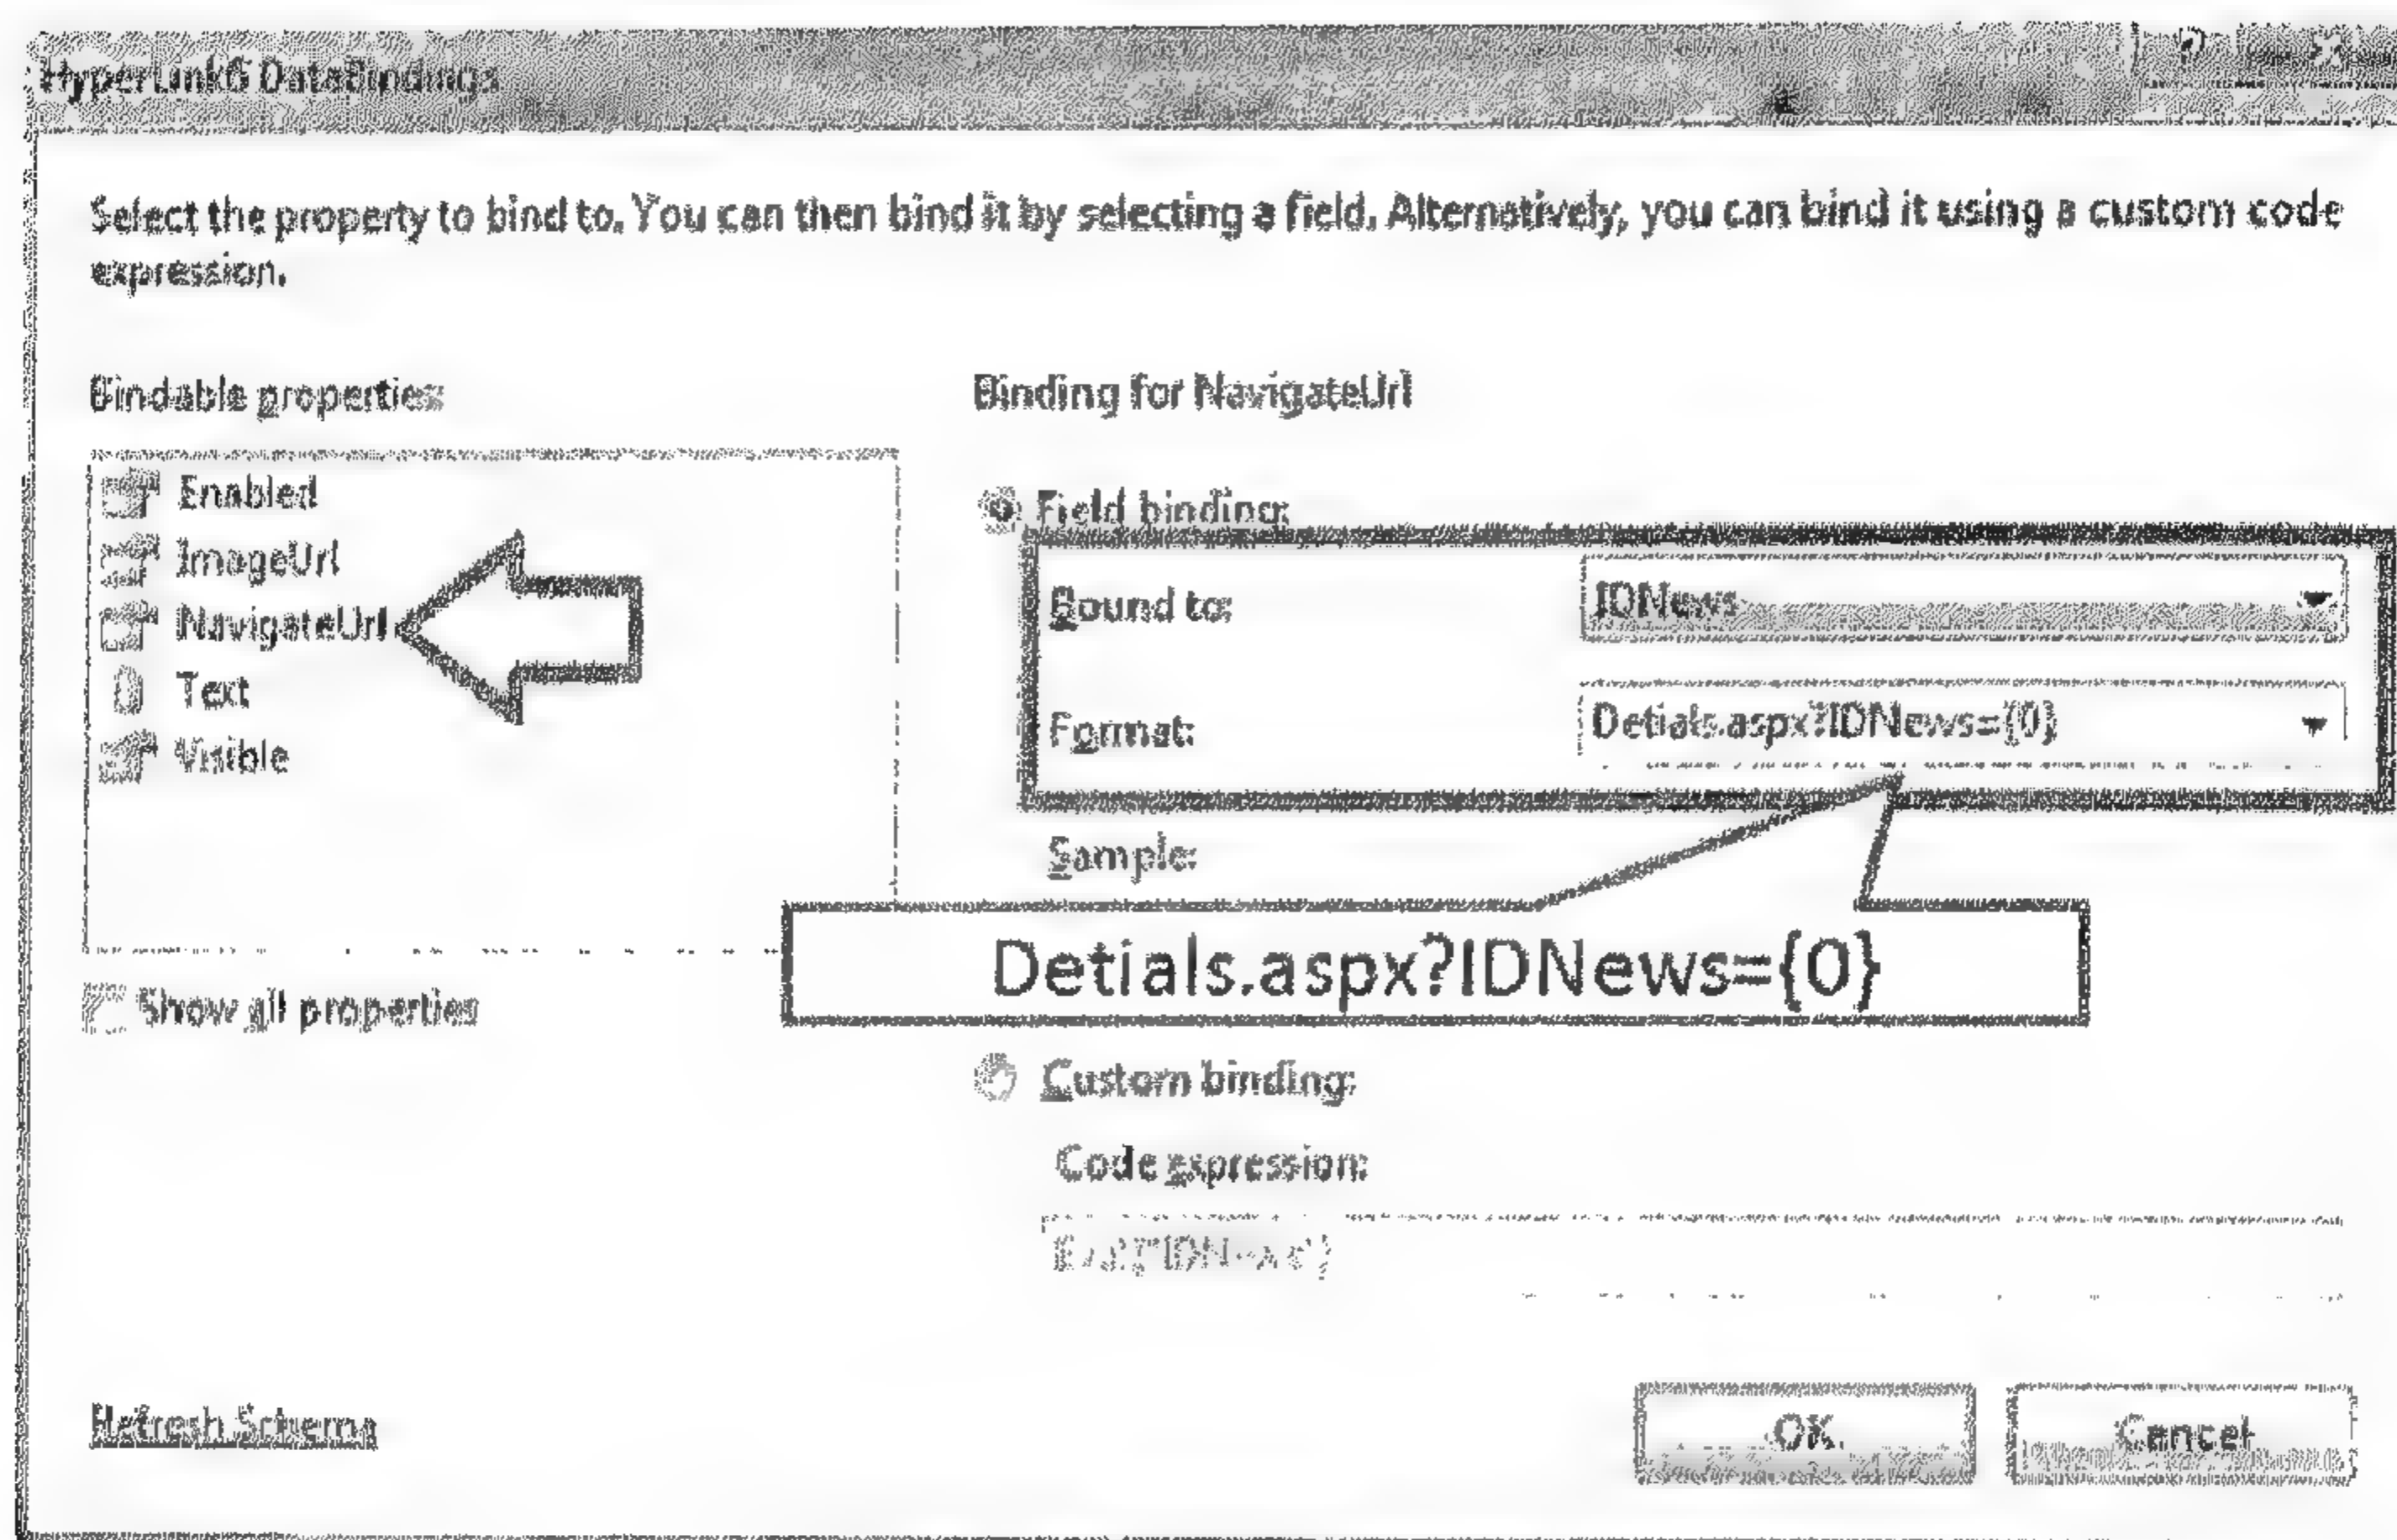 HyperLink6 DataBindings
Select the property to bind to. You can then bind it by selecting a field. Alternatively, you can bind it using a custom code
expression.
Bindable properties:
Enabled
ImageUrl
NavigateUrl
Text
Visible
Show all properties
Binding for NavigateUrl
Field binding:
Bound to:
IDNews
Format:
Detials.aspx?IDNews={0}
Sample:
Detials.aspx?IDNews={0}
Custom binding:
Code expression:
Refresh Schema
OK
Cancel